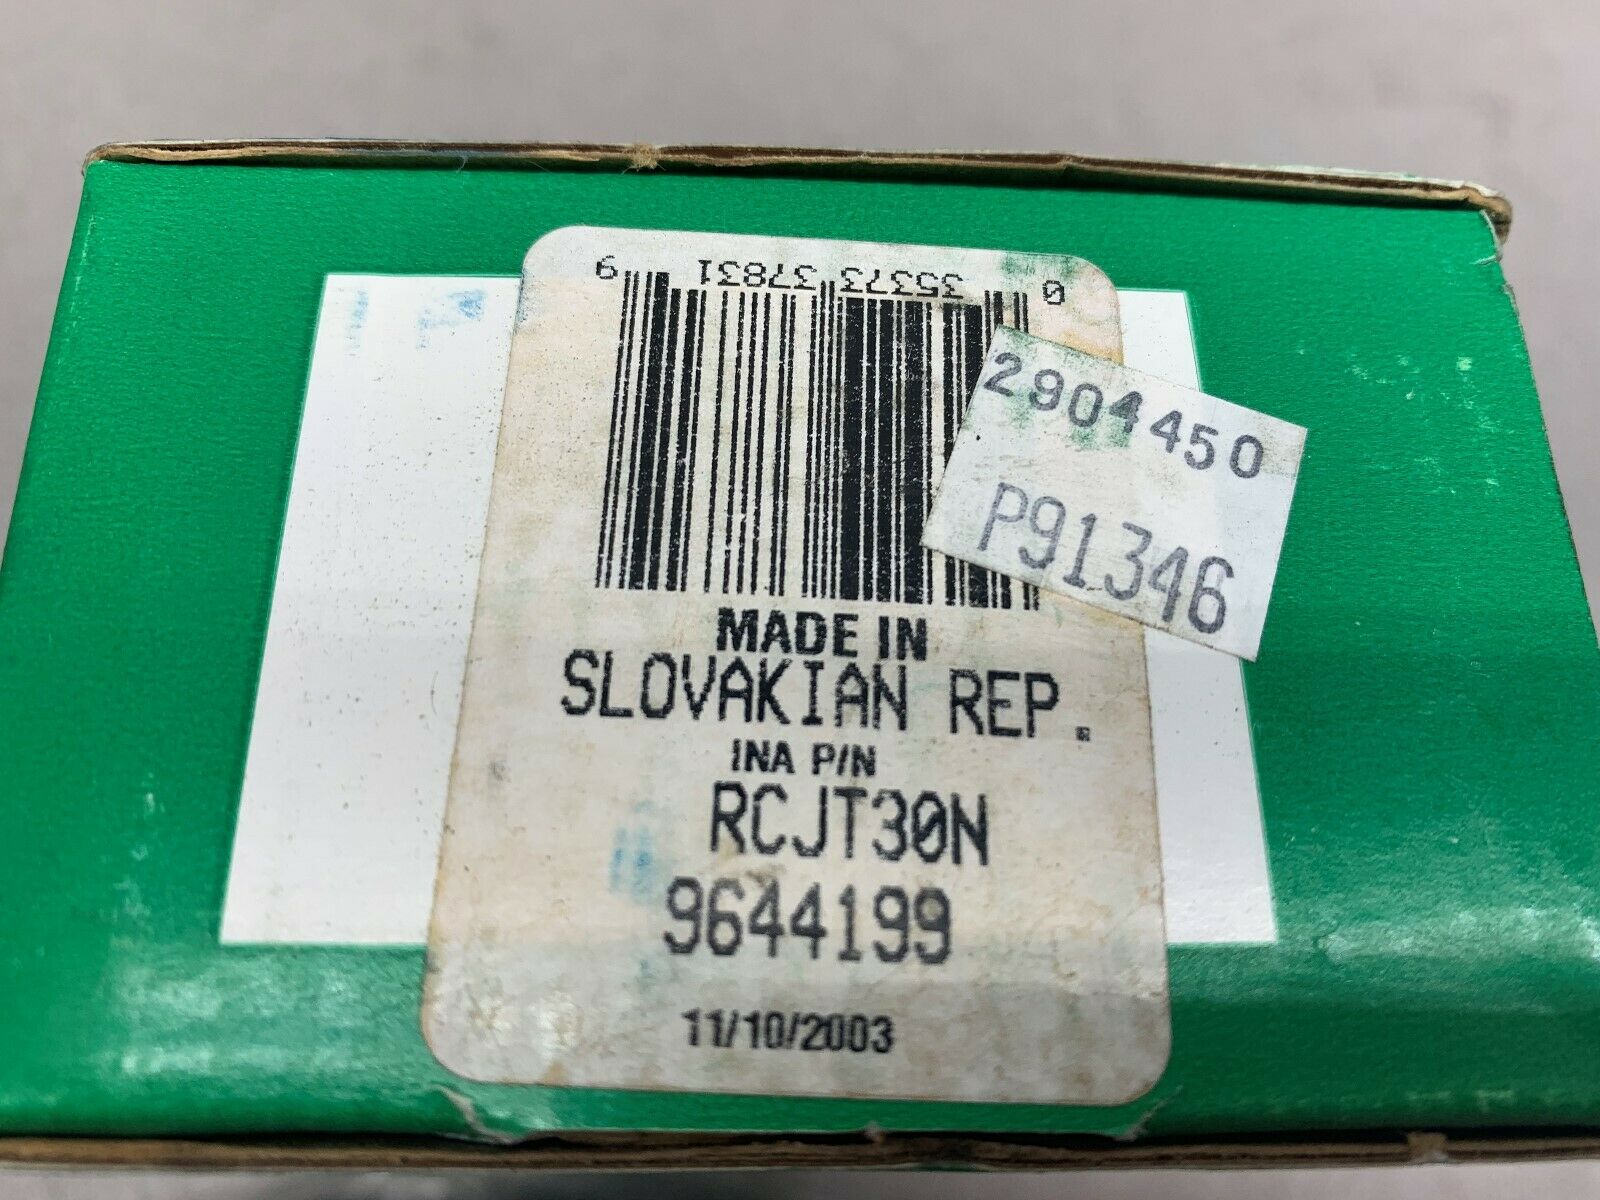 0 35373 37831 9
2904450
P91346
MADE IN
SLOVAKIAN REP.
INA P/N
RCJT30N
9644199
11/10/2003